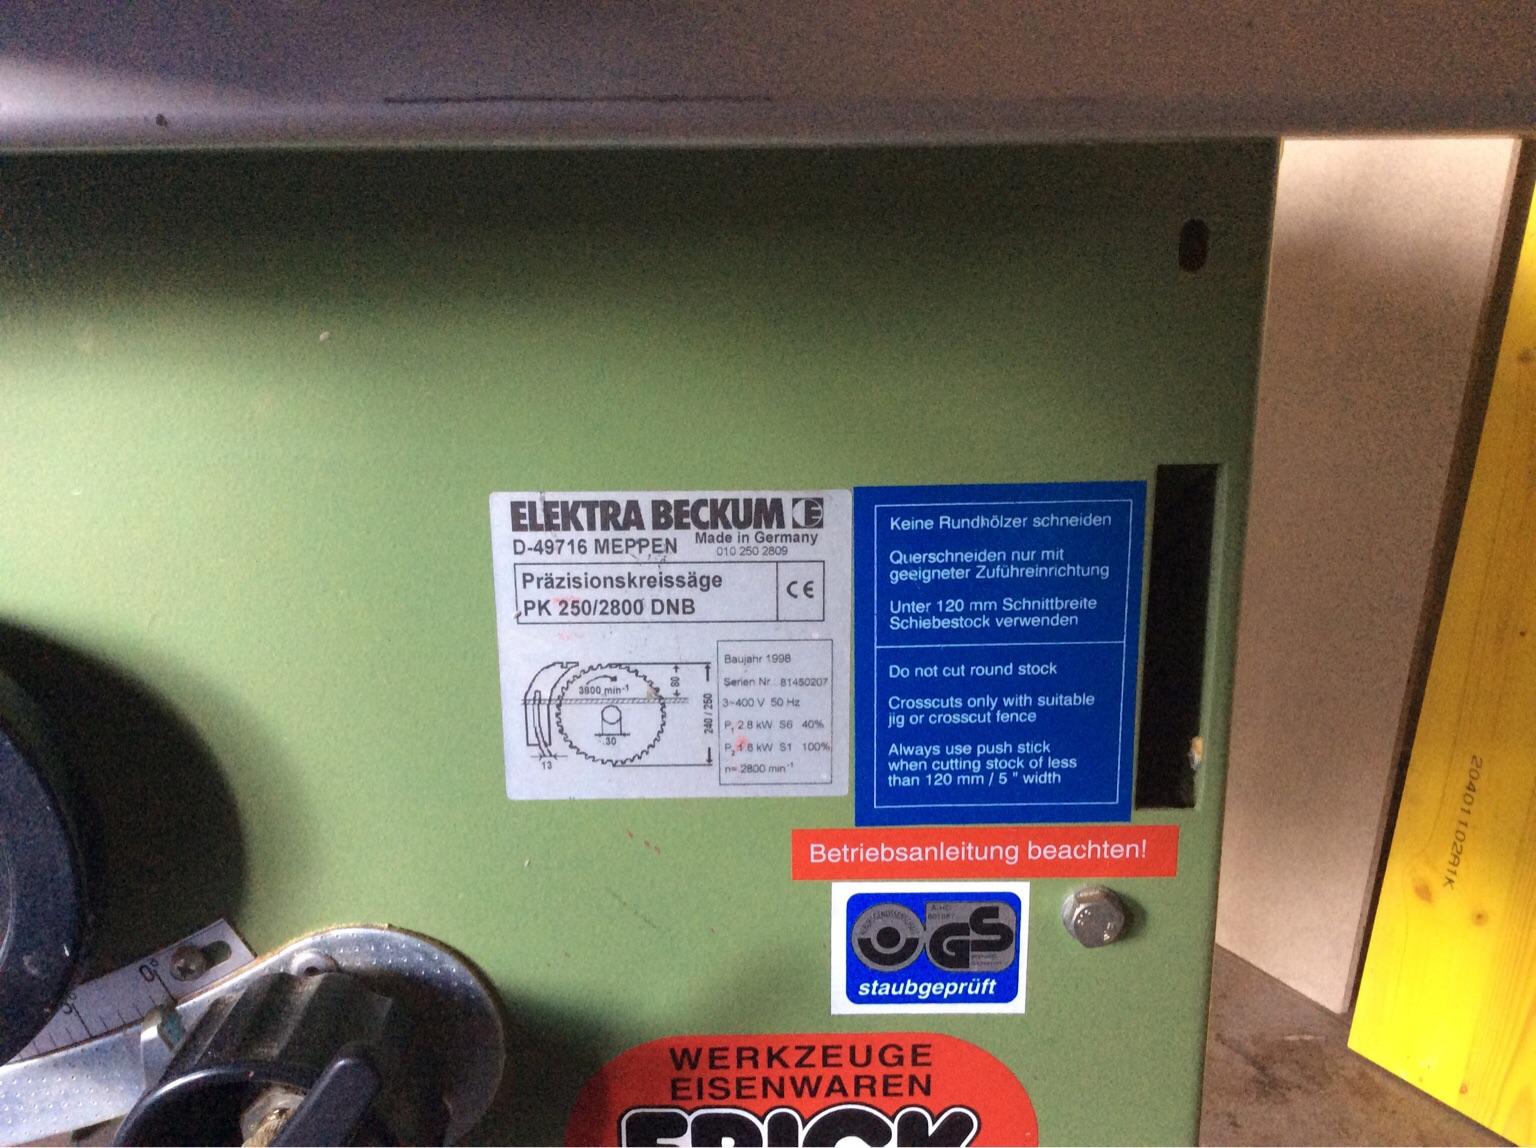 ELEKTRA BECKUM
D-49716 MEPPEN
Made in Germany
010 250 2809
Präzisionskreissäge
PK 250/2800 DNB
CE
3800 min-1
80
240 / 250
30
13
Baujahr 1998
Serien Nr. 81450207
3~400 V 50 Hz
P1 2.8 kW S6 40%
P2 1.8 kW S1 100%
n= 2800 min-1
Keine Rundhölzer schneiden
Querschneiden nur mit
geeigneter Zuführeinrichtung
Unter 120 mm Schnittbreite
Schiebestock verwenden
Do not cut round stock
Crosscuts only with suitable
jig or crosscut fence
Always use push stick
when cutting stock of less
than 120 mm / 5 " width
Betriebsanleitung beachten!
GS
staubgeprüft
WERKZEUGE
EISENWAREN
0°
5°
20401102A1K